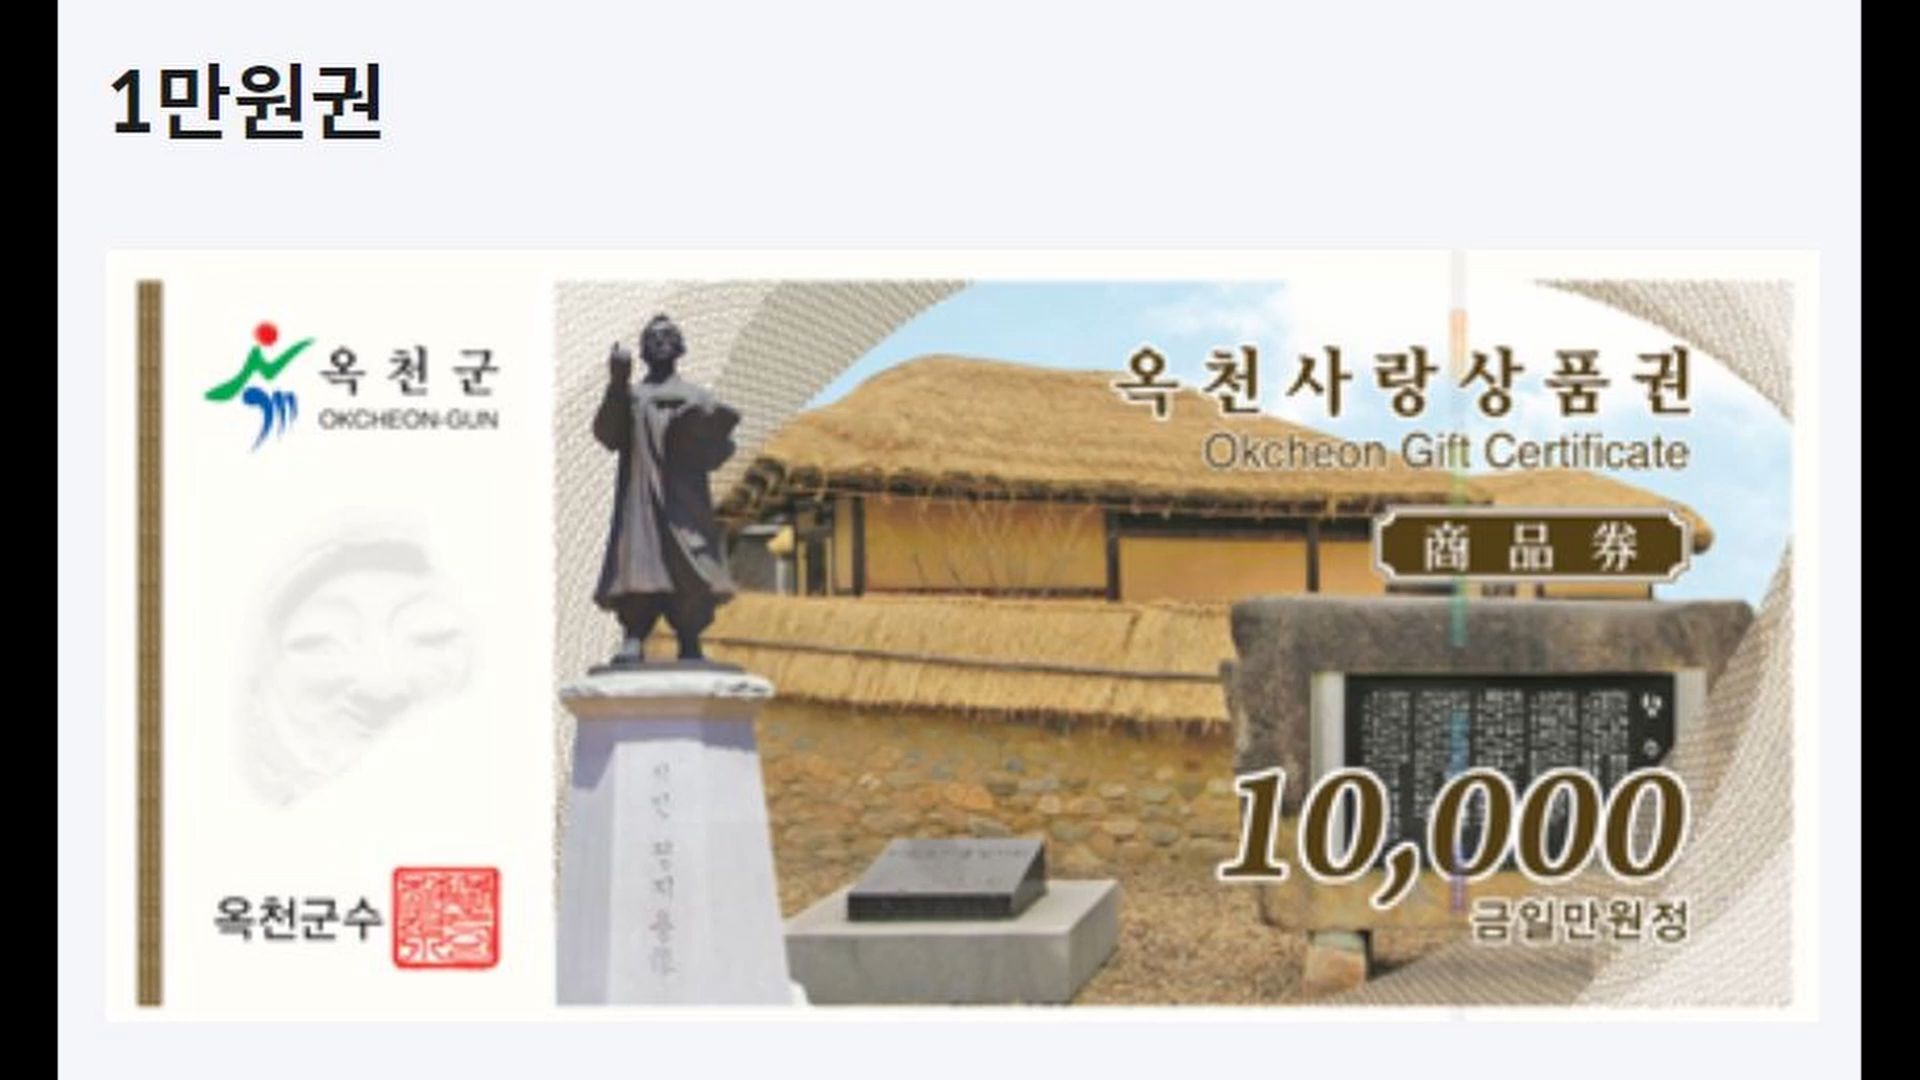 1만원권
옥천군
OKCHEON-GUN
옥천사랑상품권
Okcheon Gift Certificate
商品券
10,000
금일만원정
옥천군수